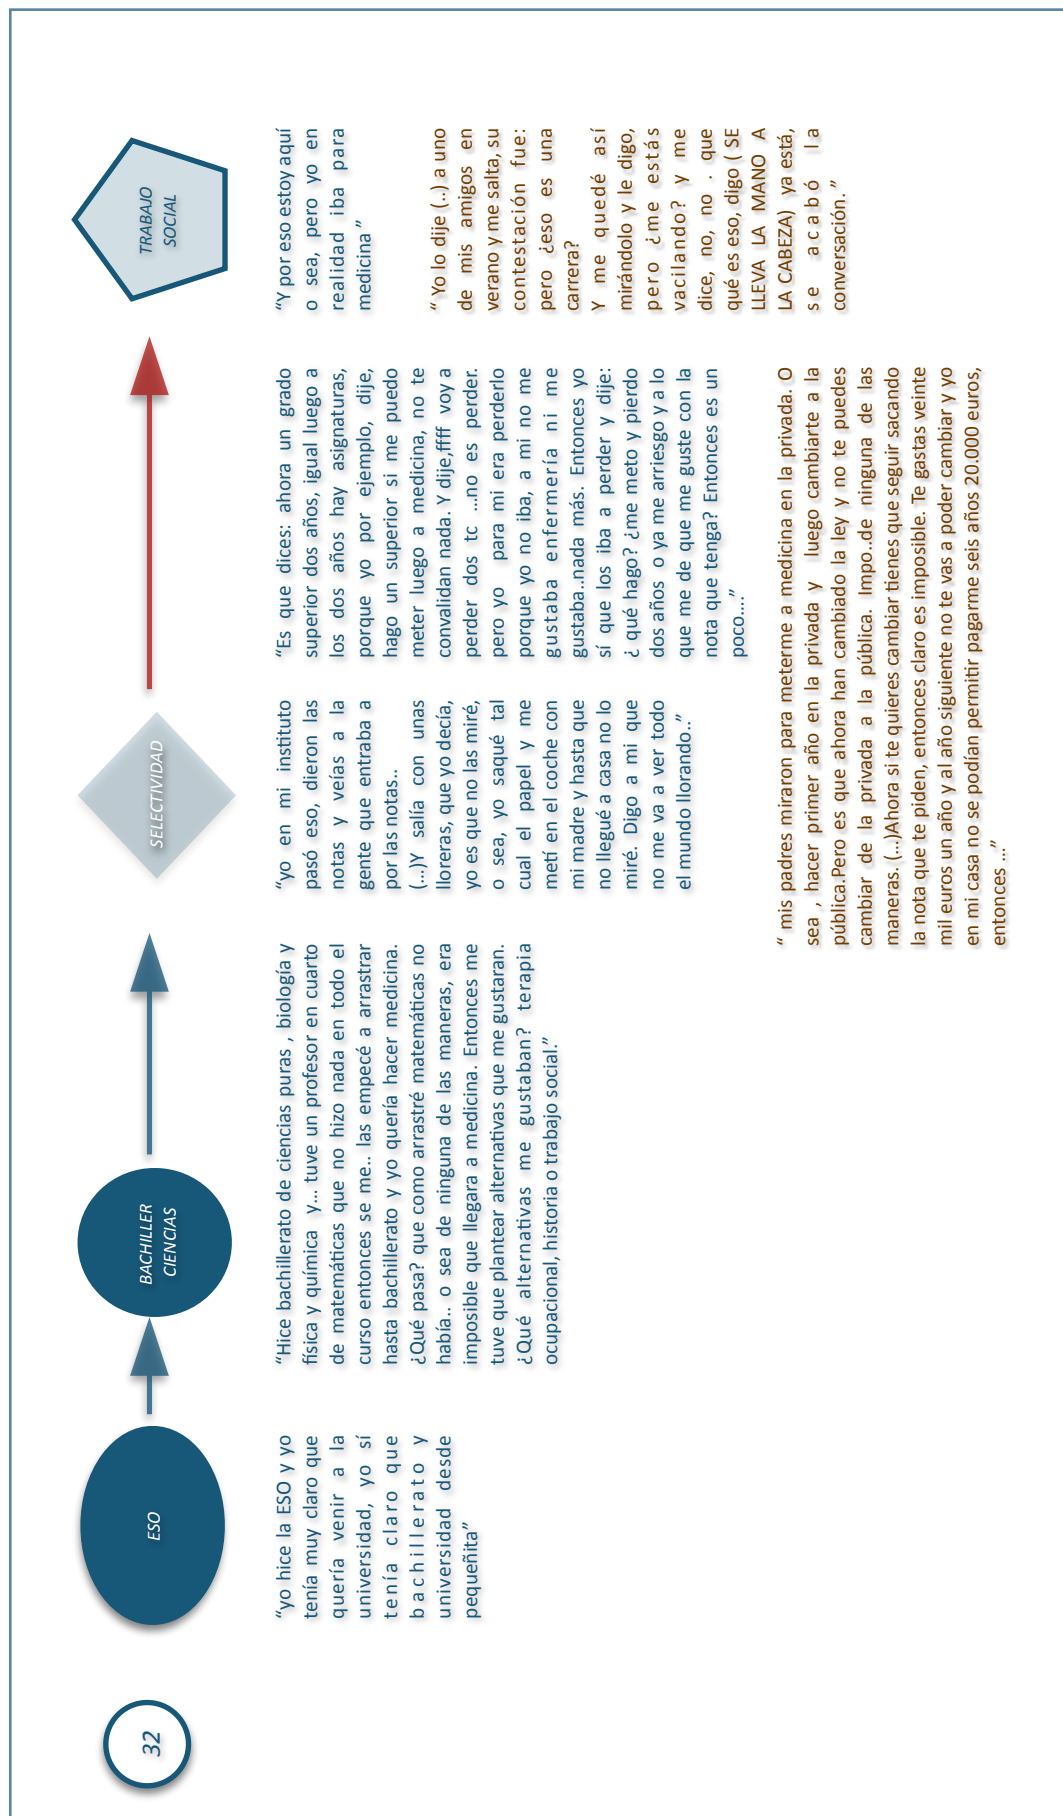 32
ESO
BACHILLER
CIENCIAS
SELECTIVIDAD
TRABAJO
SOCIAL
“yo hice la ESO y yo
tenía muy claro que
quería venir a la
universidad, yo sí
tenía claro que
bachillerato y
universidad desde
pequeñita”
“Hice bachillerato de ciencias puras , biología y
física y química y... tuve un profesor en cuarto
de matemáticas que no hizo nada en todo el
curso entonces se me.. las empecé a arrastrar
hasta bachillerato y yo quería hacer medicina.
¿Qué pasa? que como arrastré matemáticas no
había.. o sea de ninguna de las maneras, era
imposible que llegara a medicina. Entonces me
tuve que plantear alternativas que me gustaran.
¿Qué alternativas me gustaban? terapia
ocupacional, historia o trabajo social.”
“yo en mi instituto
pasó eso, dieron las
notas y veías a la
gente que entraba a
por las notas..
(...)Y salía con unas
lloreras, que yo decía,
yo es que no las miré,
o sea, yo saqué tal
cual el papel y me
metí en el coche con
mi madre y hasta que
no llegué a casa no lo
miré. Digo a mi que
no me va a ver todo
el mundo llorando..”
“Es que dices: ahora un grado
superior dos años, igual luego a
los dos años hay asignaturas,
porque yo por ejemplo, dije,
hago un superior si me puedo
meter luego a medicina, no te
convalidan nada. Y dije,ffff voy a
perder dos tc ...no es perder.
pero yo para mi era perderlo
porque yo no iba, a mi no me
gustaba enfermería ni me
gustaba..nada más. Entonces yo
sí que los iba a perder y dije:
¿ qué hago? ¿me meto y pierdo
dos años o ya me arriesgo y a lo
que me de que me guste con la
nota que tenga? Entonces es un
poco....”
“Y por eso estoy aquí
o sea, pero yo en
realidad iba para
medicina”
“ Yo lo dije (..) a uno
de mis amigos en
verano y me salta, su
contestación fue:
pero ¿eso es una
carrera?
Y me quedé así
mirándolo y le digo,
pero ¿me estás
vacilando? y me
dice, no, no . que
qué es eso, digo ( SE
LLEVA LA MANO A
LA CABEZA) ya está,
se acabó la
conversación.”
“ mis padres miraron para meterme a medicina en la privada. O
sea , hacer primer año en la privada y luego cambiarte a la
pública.Pero es que ahora han cambiado la ley y no te puedes
cambiar de la privada a la pública. Impo..de ninguna de las
maneras. (...)Ahora si te quieres cambiar tienes que seguir sacando
la nota que te piden, entonces claro es imposible. Te gastas veinte
mil euros un año y al año siguiente no te vas a poder cambiar y yo
en mi casa no se podían permitir pagarme seis años 20.000 euros,
entonces ...”